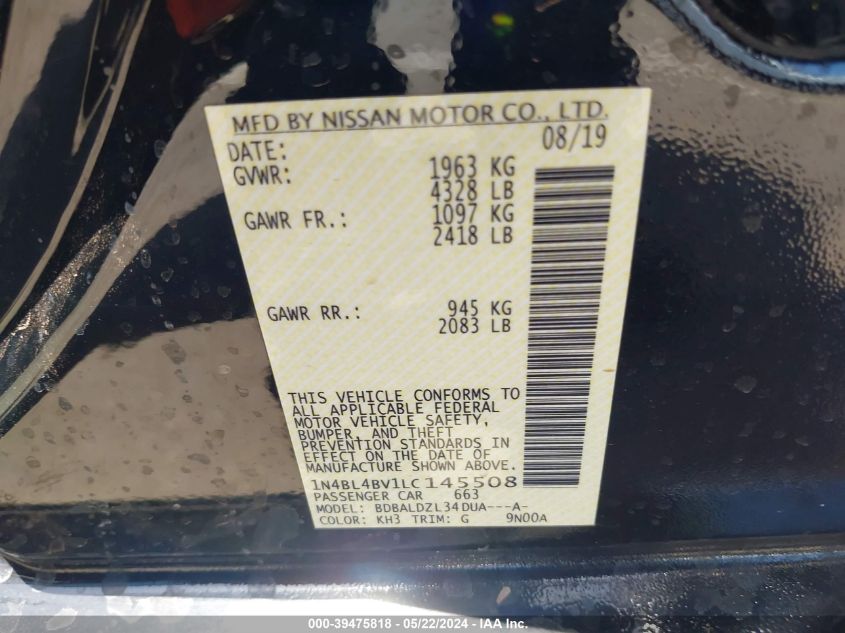 MFD BY NISSAN MOTOR CO., LTD.
DATE: 08/19
GVWR: 1963 KG
4328 LB
GAWR FR.: 1097 KG
2418 LB
GAWR RR.: 945 KG
2083 LB
THIS VEHICLE CONFORMS TO
ALL APPLICABLE FEDERAL
MOTOR VEHICLE SAFETY,
BUMPER, AND THEFT
PREVENTION STANDARDS IN
EFFECT ON THE DATE OF
MANUFACTURE SHOWN ABOVE.
1N4BL4BV1LC145508
PASSENGER CAR 663
MODEL: BDBALDZL34DUA---A-
COLOR: KH3 TRIM: G 9N00A
000-39475818 - 05/22/2024 - IAA Inc.